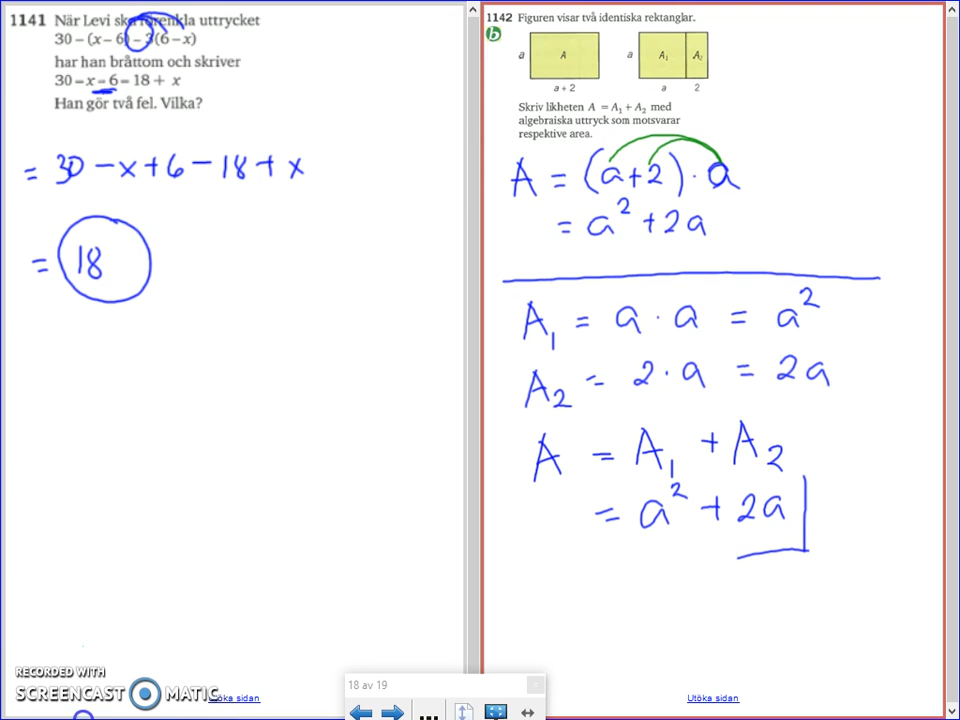 1141 När Levi ska förenkla uttrycket
30 – (x – 6) – 3(6 – x)
har han bråttom och skriver
30 – x – 6 – 18 + x
Han gör två fel. Vilka?
= 30 – x + 6 – 18 + x
= 18
1142 Figuren visar två identiska rektanglar.
b
a A a A₁ A₂
a + 2 a 2
Skriv likheten A = A₁ + A₂ med
algebraiska uttryck som motsvarar
respektive area.
A = (a+2) · a
= a² + 2a
A₁ = a · a = a²
A₂ = 2 · a = 2a
A = A₁ + A₂
= a² + 2a
RECORDED WITH
SCREENCAST MATIC
Utöka sidan
18 av 19
Utöka sidan